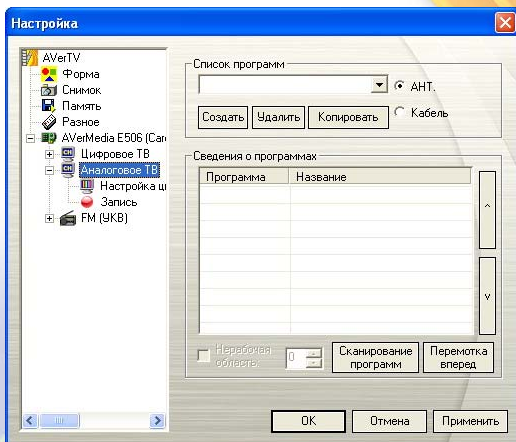 Настройка
AVerTV
Форма
Снимок
Память
Разное
AVerMedia E506 (Car
Цифровое ТВ
Аналоговое ТВ
Настройка ц
Запись
FM (УКВ)
Список программ
АНТ.
Кабель
Создать Удалить Копировать
Сведения о программах
Программа Название
^
v
Нерабочая
область:
0
Сканирование
программ
Перемотка
вперед
OK Отмена Применить